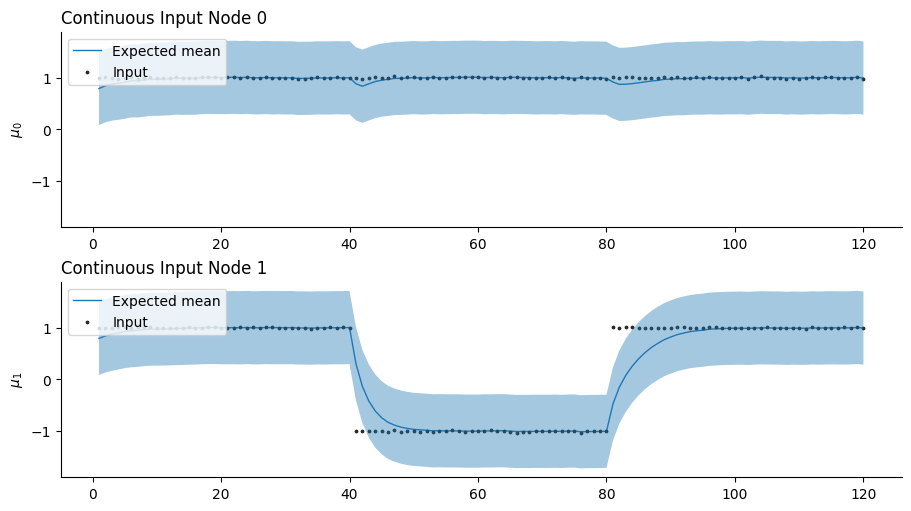 Continuous Input Node 0
Expected mean
Input
μ0
1
0
−1
0 20 40 60 80 100 120
Continuous Input Node 1
Expected mean
Input
μ1
1
0
−1
0 20 40 60 80 100 120